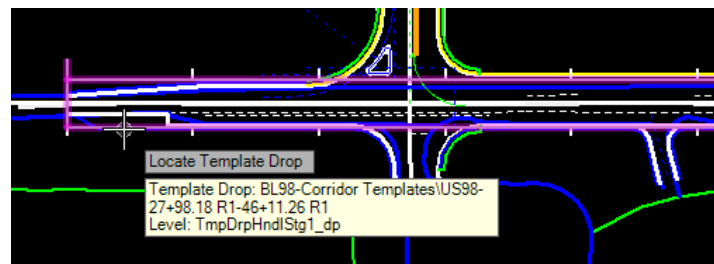 Locate Template Drop
Template Drop: BL98-Corridor Templates\US98-
27+98.18 R1-46+11.26 R1
Level: TmpDrpHndlStg1_dp